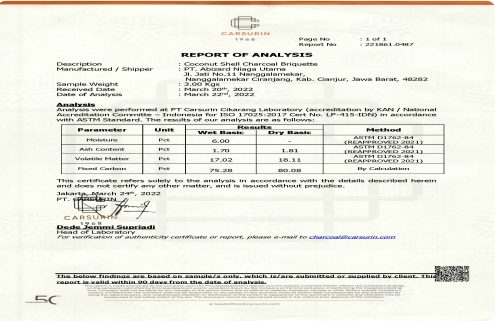 CARSURIN
1968
Page No : 1 of 1
Report No : 221861.0487
REPORT OF ANALYSIS
Description : Coconut Shell Charcoal Briquette
Manufactured / Shipper : PT. Abizard Niaga Utama
Jl. Jati No.11 Nanggalamekar,
Nanggalamekar Ciranjang, Kab. Cianjur, Jawa Barat, 48282
Sample Weight : 3.00 Kgs
Received Date : March 20th, 2022
Date of Analysis : March 22nd, 2022
Analysis
Analysis were performed at PT Carsurin Cikarang Laboratory (accreditation by KAN / National
Accreditation Committe – Indonesia for ISO 17025:2017 Cert No. LP-415-IDN) in accordance
with ASTM Standard. The results of our analysis are as follows:
Parameter Unit Results Method
Wet Basic Dry Basic
Moisture Pct 6.00 - ASTM D1762-84 (REAPPROVED 2021)
Ash Content Pct 1.70 1.81 ASTM D1762-84 (REAPPROVED 2021)
Volatile Matter Pct 17.02 18.11 ASTM D1762-84 (REAPPROVED 2021)
Fixed Carbon Pct 75.28 80.08 By Calculation
This certificate refers solely to the analysis in accordance with the details described herein
and does not certify any other matter, and is issued without prejudice.
Jakarta, March 24th, 2022
PT. CARSURIN
CARSURIN
1968
Dede Jemmi Supriadi
Head of Laboratory
For verification of authenticity certificate or report, please e-mail to charcoal@carsurin.com
The below findings are based on sample/s only, which is/are submitted or supplied by client. This
report is valid within 90 days from the date of analysis.